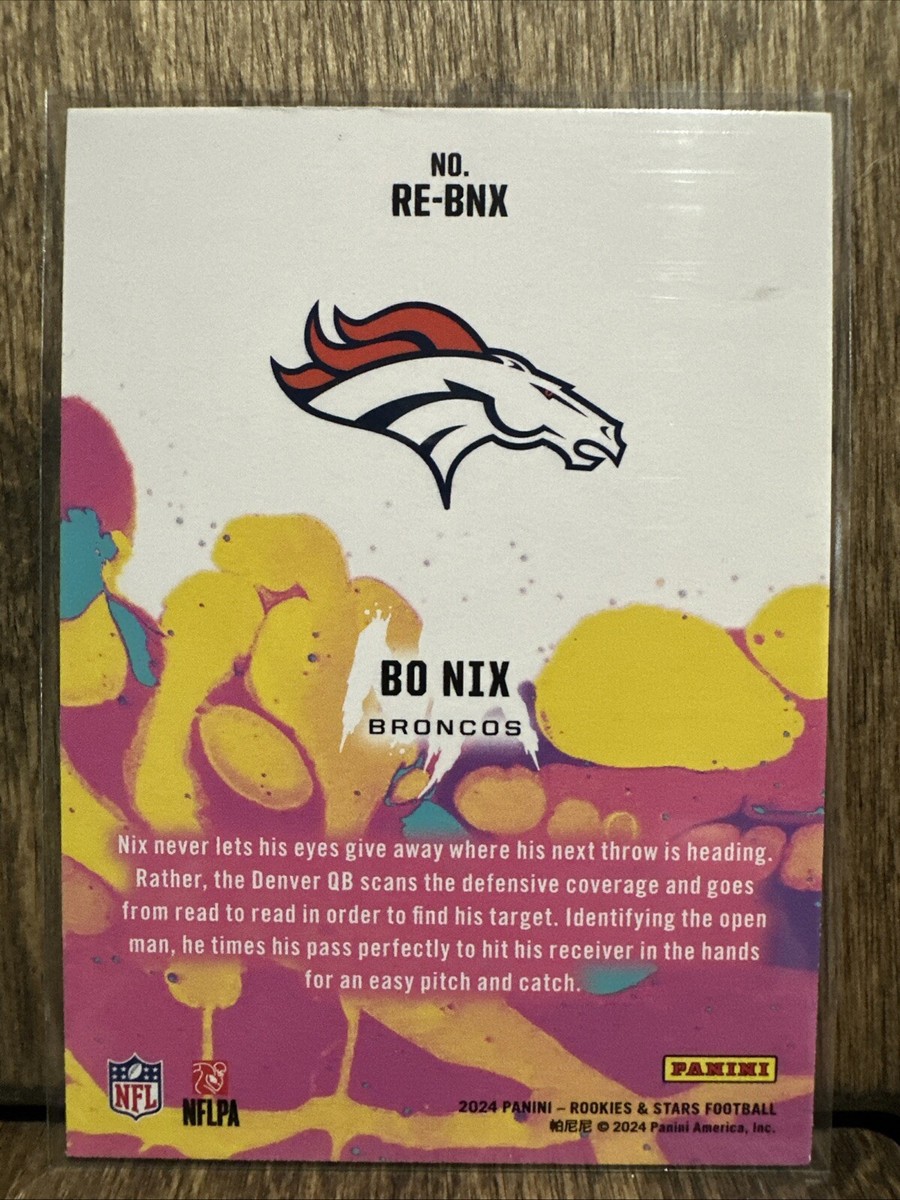 NO.
RE-BNX
BO NIX
BRONCOS
Nix never lets his eyes give away where his next throw is heading.
Rather, the Denver QB scans the defensive coverage and goes
from read to read in order to find his target. Identifying the open
man, he times his pass perfectly to hit his receiver in the hands
for an easy pitch and catch.
NFL
NFLPA
PANINI
2024 PANINI – ROOKIES & STARS FOOTBALL
帕尼尼 © 2024 Panini America, Inc.